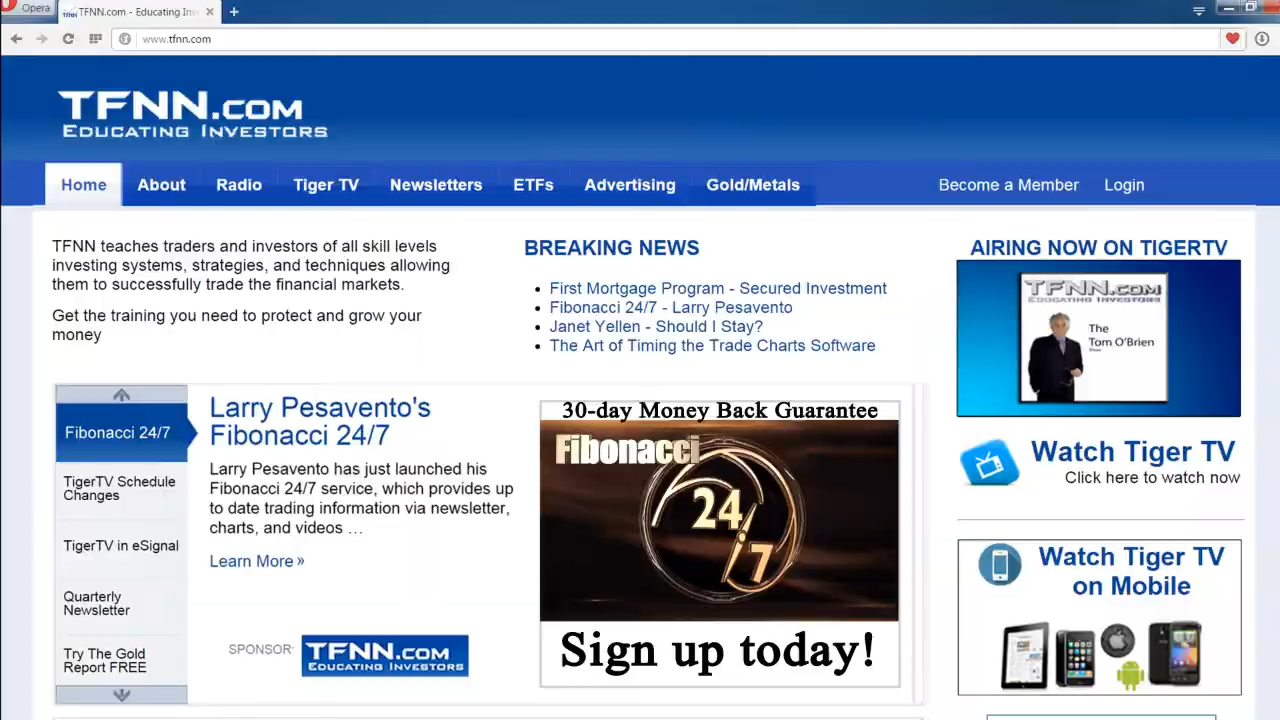 Opera
TFNN.com - Educating Inv
www.tfnn.com
TFNN.com
Educating Investors
Home
About
Radio
Tiger TV
Newsletters
ETFs
Advertising
Gold/Metals
Become a Member
Login
TFNN teaches traders and investors of all skill levels
investing systems, strategies, and techniques allowing
them to successfully trade the financial markets.
Get the training you need to protect and grow your
money
BREAKING NEWS
First Mortgage Program - Secured Investment
Fibonacci 24/7 - Larry Pesavento
Janet Yellen - Should I Stay?
The Art of Timing the Trade Charts Software
AIRING NOW ON TIGERTV
TFNN.com
Educating Investors
The
Tom O'Brien
Show
Watch Tiger TV
Click here to watch now
Watch Tiger TV
on Mobile
Fibonacci 24/7
TigerTV Schedule
Changes
TigerTV in eSignal
Quarterly
Newsletter
Try The Gold
Report FREE
Larry Pesavento's
Fibonacci 24/7
Larry Pesavento has just launched his
Fibonacci 24/7 service, which provides up
to date trading information via newsletter,
charts, and videos …
Learn More »
SPONSOR:
TFNN.com
Educating Investors
30-day Money Back Guarantee
Fibonacci
24
7
Sign up today!